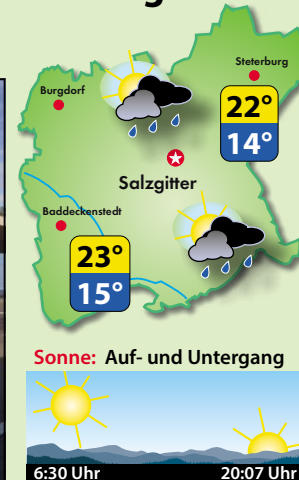 Steterburg
Burgdorf
22°
14°
Salzgitter
Baddeckenstedt
23°
15°
Sonne: Auf- und Untergang
6:30 Uhr 20:07 Uhr